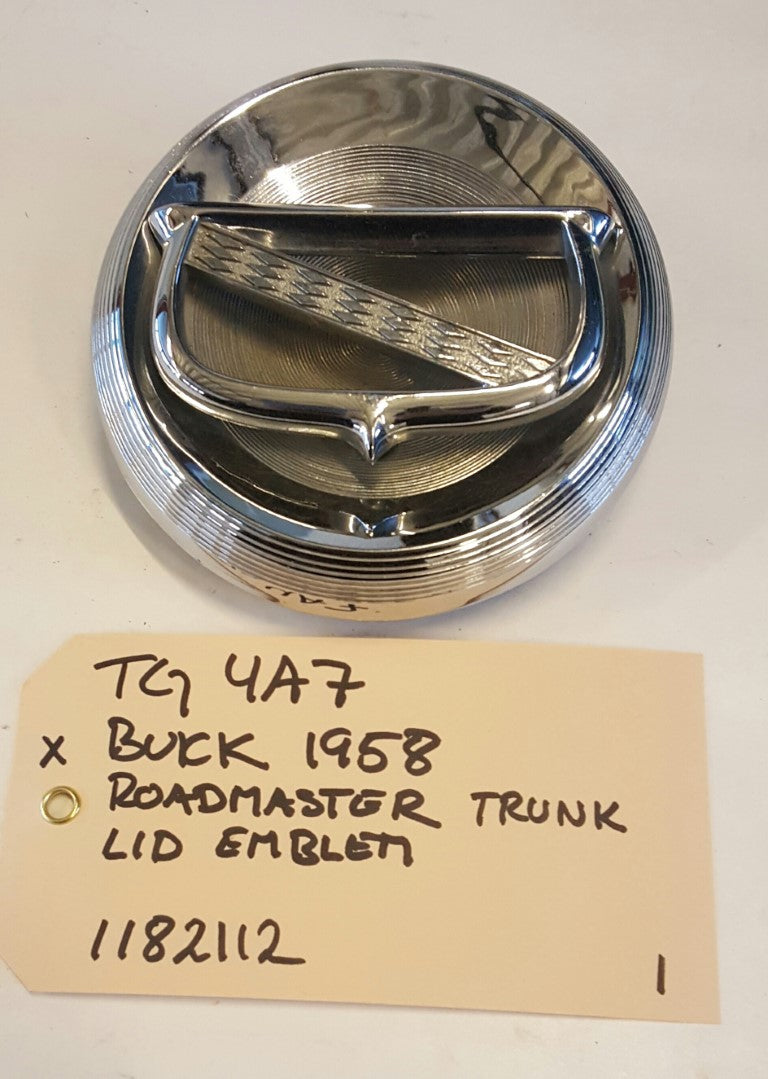 TG 4A7
X BUCK 1958
ROADMASTER TRUNK
LID EMBLEM
1182112
1